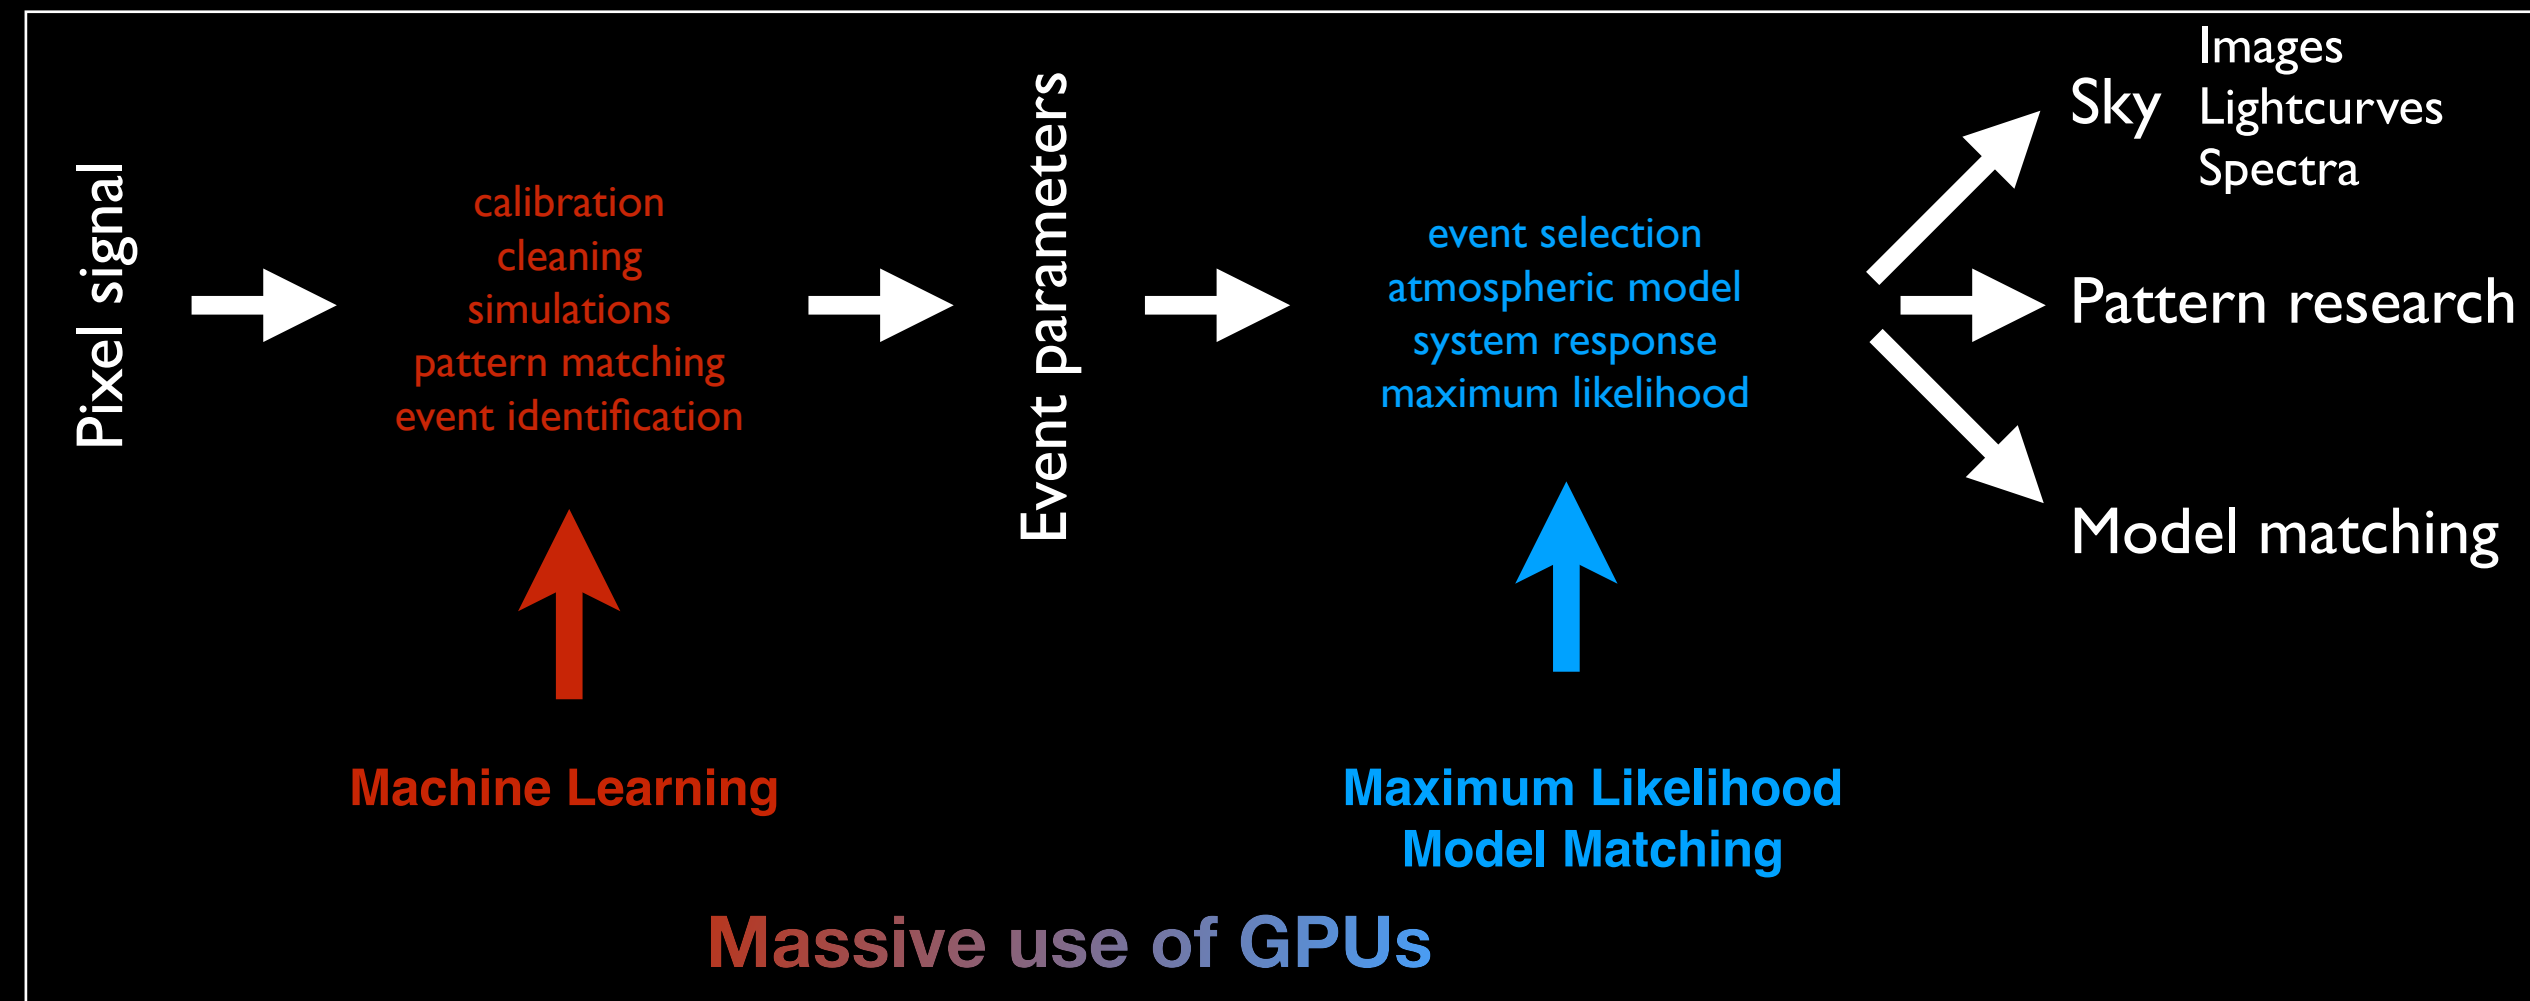 Pixel signal
calibration
cleaning
simulations
pattern matching
event identification
Machine Learning
Event parameters
event selection
atmospheric model
system response
maximum likelihood
Maximum Likelihood
Model Matching
Sky
Images
Lightcurves
Spectra
Pattern research
Model matching
Massive use of GPUs